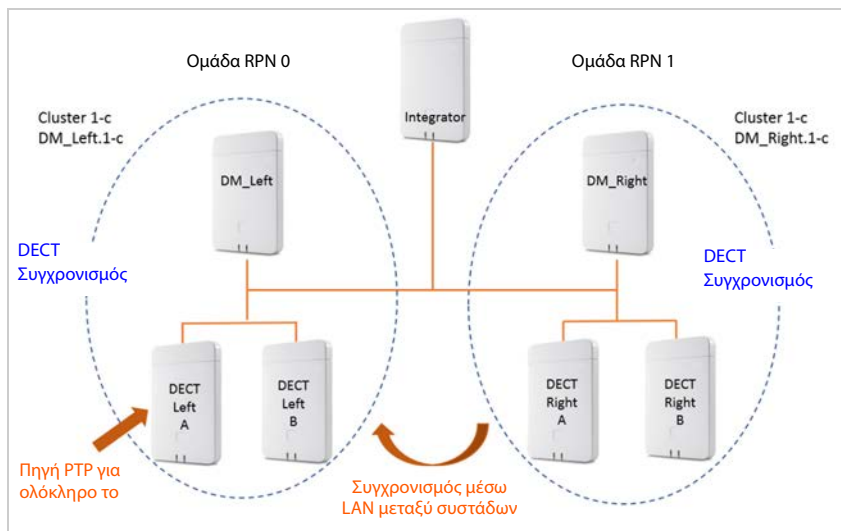 Ομάδα RPN 0
Ομάδα RPN 1
Integrator
Cluster 1-c
DM_Left.1-c
Cluster 1-c
DM_Right.1-c
DM_Left
DM_Right
DECT
Συγχρονισμός
DECT
Συγχρονισμός
DECT
Left
A
DECT
Left
B
DECT
Right
A
DECT
Right
B
Πηγή PTP για
ολόκληρο το
Συγχρονισμός μέσω
LAN μεταξύ συστάδων